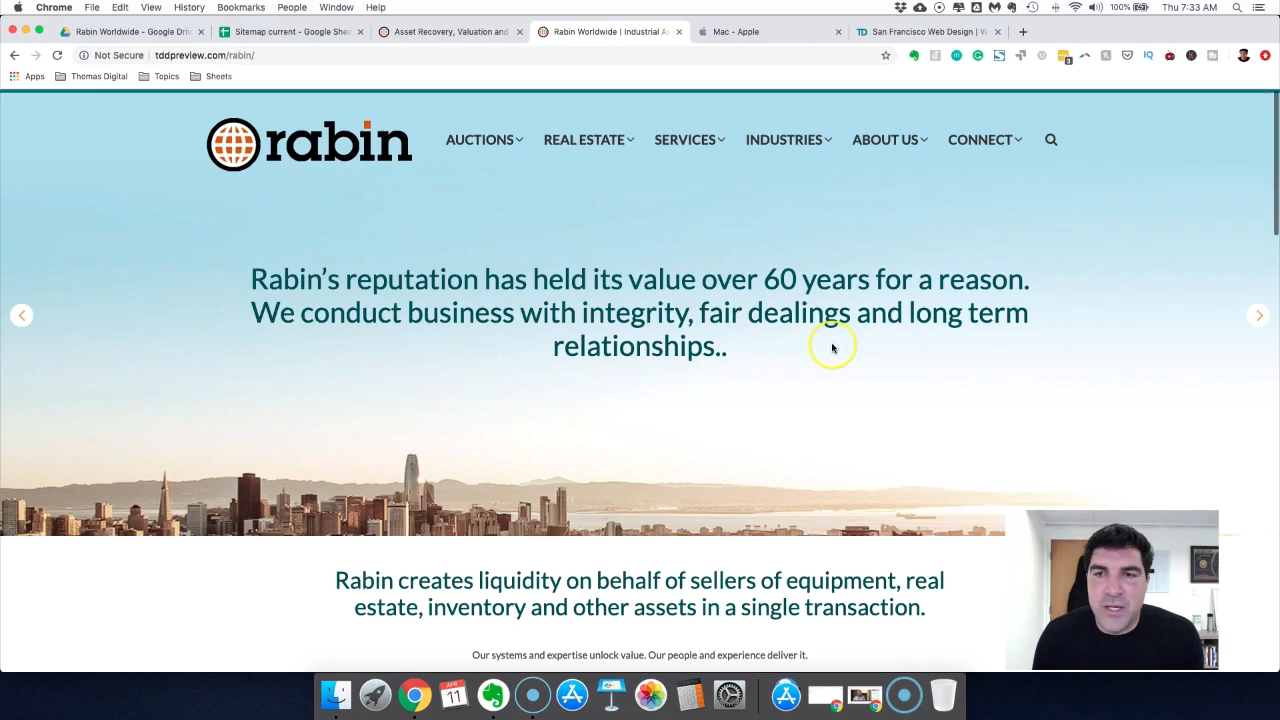 Chrome File Edit View History Bookmarks People Window Help 100% Thu 7:33 AM
Rabin Worldwide - Google Driv Sitemap current - Google Shee Asset Recovery, Valuation and Rabin Worldwide | Industrial As Mac - Apple San Francisco Web Design | W
Not Secure tddpreview.com/rabin/
Apps Thomas Digital Topics Sheets
rabin AUCTIONS REAL ESTATE SERVICES INDUSTRIES ABOUT US CONNECT
Rabin's reputation has held its value over 60 years for a reason.
We conduct business with integrity, fair dealings and long term
relationships..
Rabin creates liquidity on behalf of sellers of equipment, real
estate, inventory and other assets in a single transaction.
Our systems and expertise unlock value. Our people and experience deliver it.
APR
11